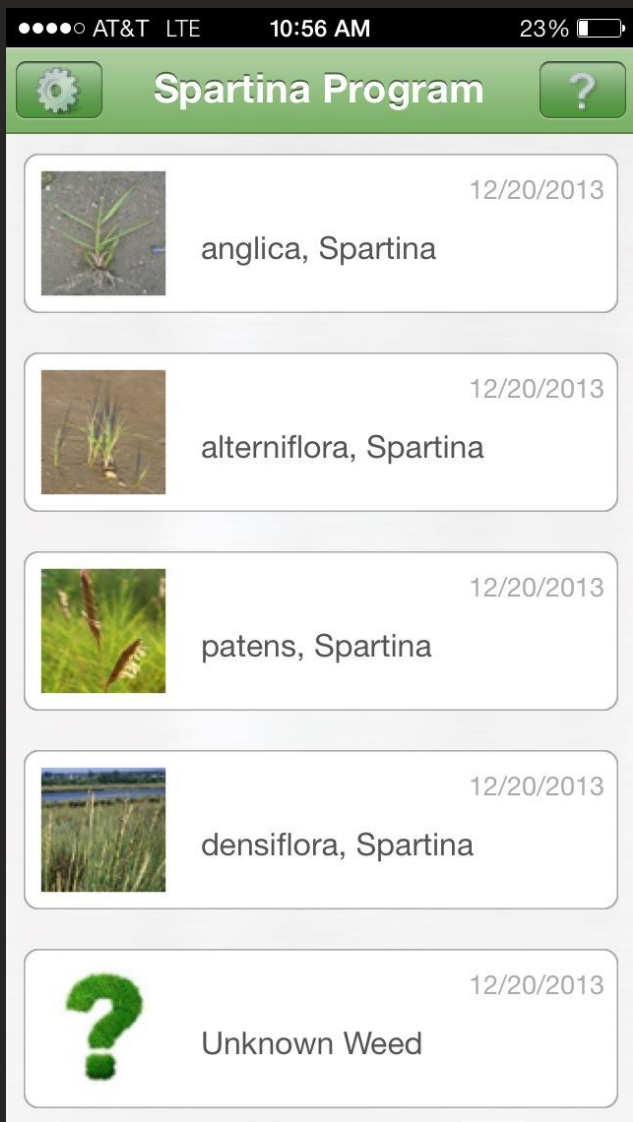 AT&T LTE 10:56 AM 23%
Spartina Program ?
12/20/2013
anglica, Spartina
12/20/2013
alterniflora, Spartina
12/20/2013
patens, Spartina
12/20/2013
densiflora, Spartina
12/20/2013
?
Unknown Weed